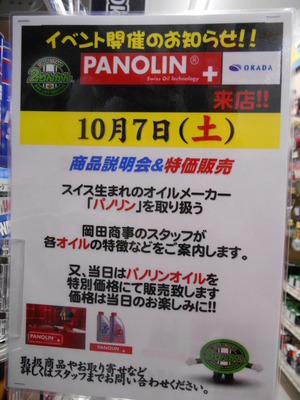 イベント開催のお知らせ!!
2りんかん
PANOLIN®
Swiss Oil Technology
+
OKADA
来店!!
10月7日(土)
商品説明会&特価販売
スイス生まれのオイルメーカー
「パノリン」を取り扱う
岡田商事のスタッフが
各オイルの特徴などをご案内します。
又、当日はパノリンオイルを
特別価格にて販売致します
価格は当日のお楽しみに!!
PANOLIN
PANOLIN
取扱商品やお取り寄せなど
詳しくはスタッフまでお問い合わせください。